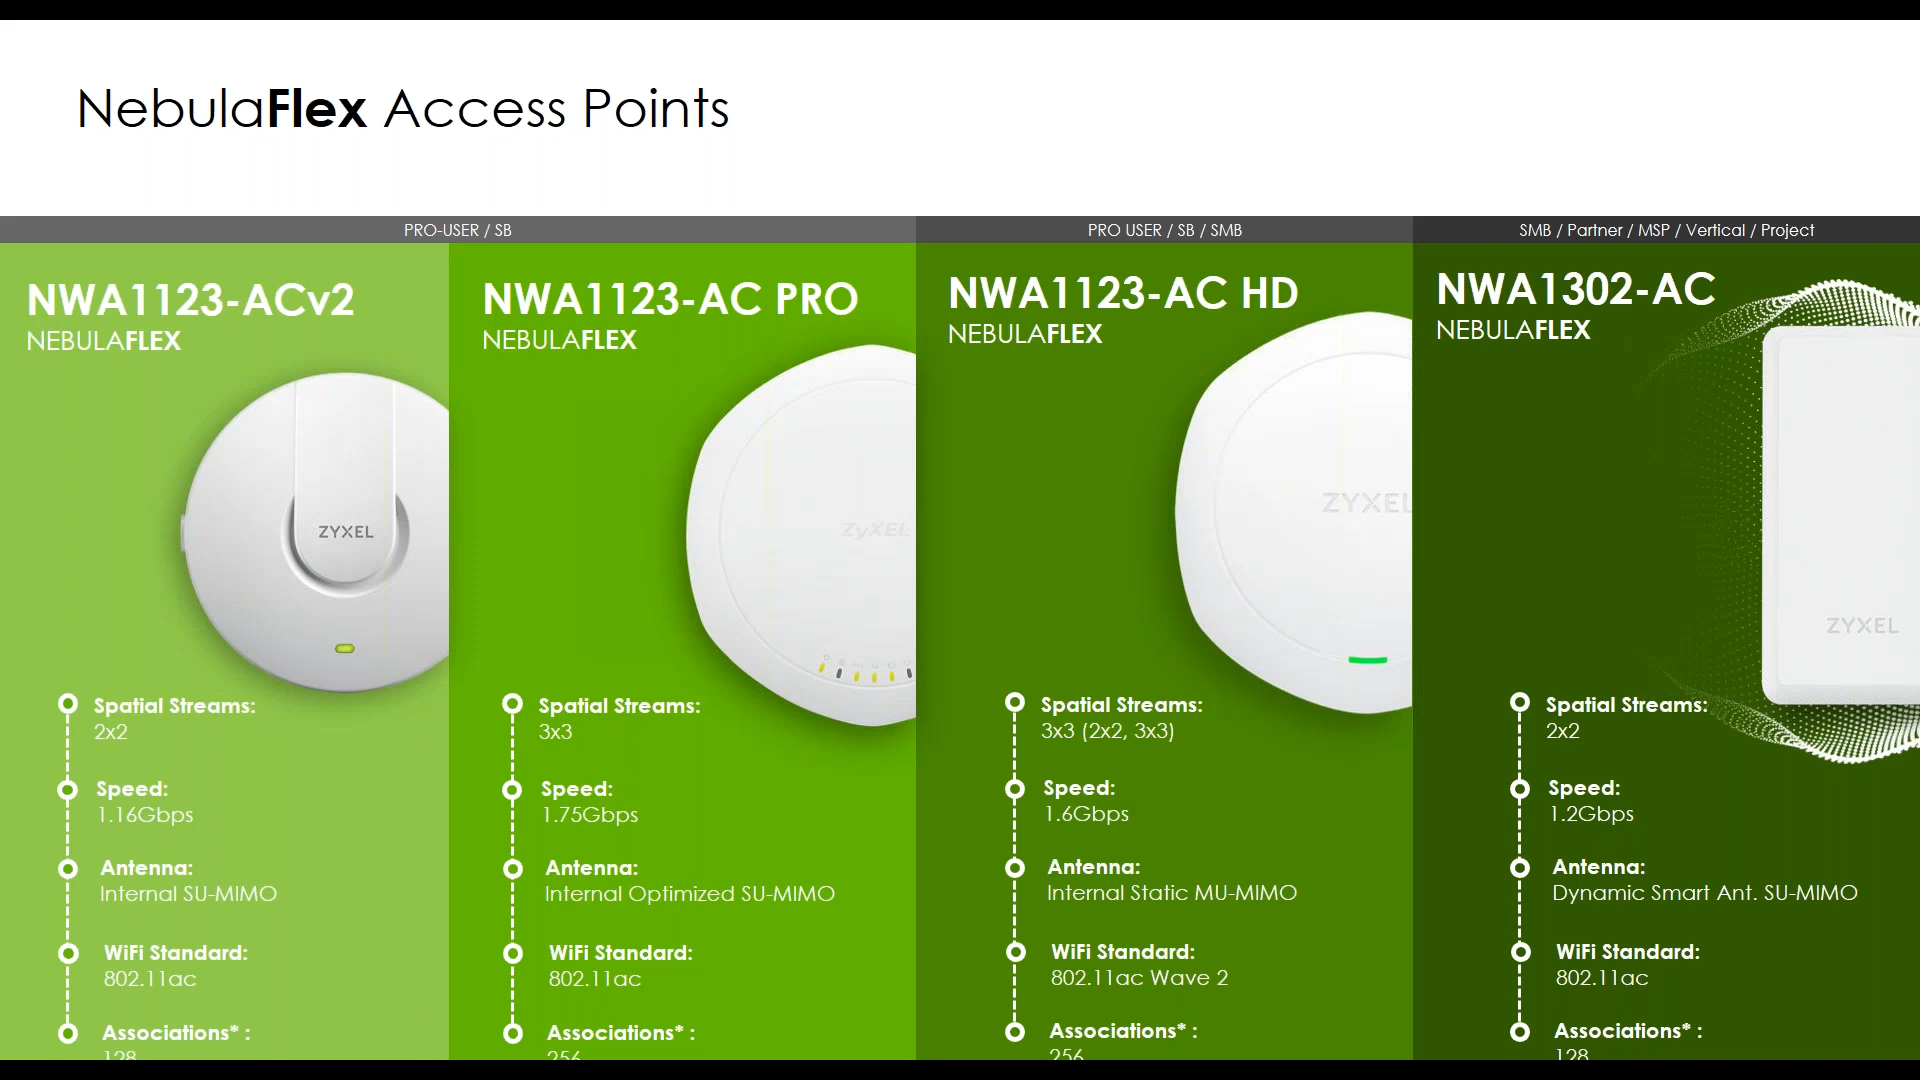 NebulaFlex Access Points
PRO-USER / SB
PRO USER / SB / SMB
SMB / Partner / MSP / Vertical / Project
NWA1123-ACv2
NEBULAFLEX
ZYXEL
Spatial Streams:
2x2
Speed:
1.16Gbps
Antenna:
Internal SU-MIMO
WiFi Standard:
802.11ac
Associations* :
128
NWA1123-AC PRO
NEBULAFLEX
ZyXEL
Spatial Streams:
3x3
Speed:
1.75Gbps
Antenna:
Internal Optimized SU-MIMO
WiFi Standard:
802.11ac
Associations* :
256
NWA1123-AC HD
NEBULAFLEX
ZYXEL
Spatial Streams:
3x3 (2x2, 3x3)
Speed:
1.6Gbps
Antenna:
Internal Static MU-MIMO
WiFi Standard:
802.11ac Wave 2
Associations* :
256
NWA1302-AC
NEBULAFLEX
ZYXEL
Spatial Streams:
2x2
Speed:
1.2Gbps
Antenna:
Dynamic Smart Ant. SU-MIMO
WiFi Standard:
802.11ac
Associations* :
128